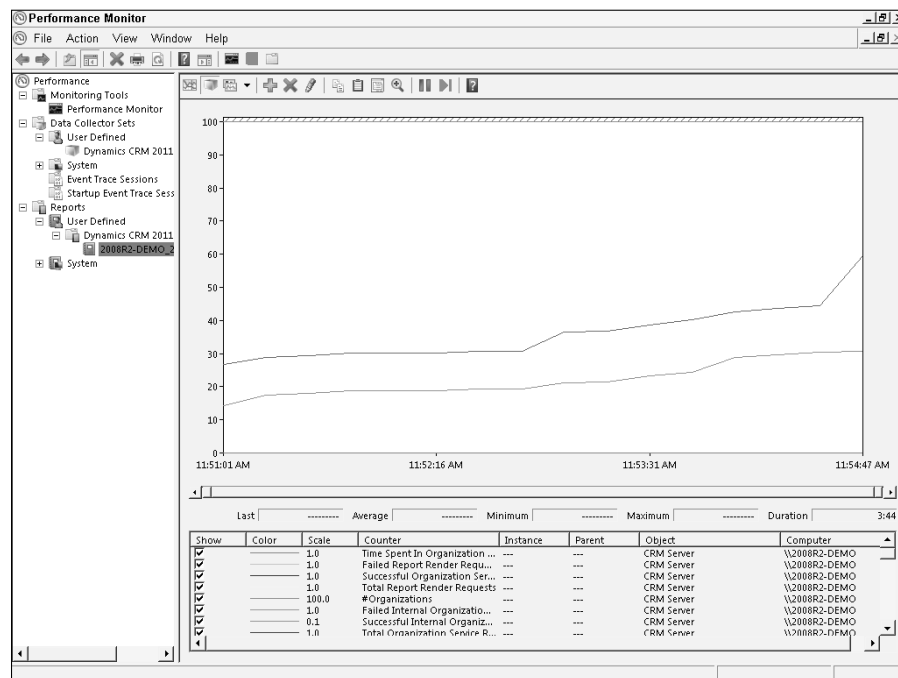 Performance Monitor
File Action View Window Help
Performance
Monitoring Tools
Performance Monitor
Data Collector Sets
User Defined
Dynamics CRM 2011
System
Event Trace Sessions
Startup Event Trace Sess
Reports
User Defined
Dynamics CRM 2011
2008R2-DEMO_2
System
100
90
80
70
60
50
40
30
20
10
0
11:51:01 AM 11:52:16 AM 11:53:31 AM 11:54:47 AM
Last --------- Average --------- Minimum --------- Maximum --------- Duration 3:44
Show Color Scale Counter Instance Parent Object Computer
1.0 Time Spent In Organization ... --- --- CRM Server \\2008R2-DEMO
1.0 Failed Report Render Requ... --- --- CRM Server \\2008R2-DEMO
1.0 Successful Organization Ser... --- --- CRM Server \\2008R2-DEMO
1.0 Total Report Render Requests --- --- CRM Server \\2008R2-DEMO
100.0 #Organizations --- --- CRM Server \\2008R2-DEMO
1.0 Failed Internal Organizatio... --- --- CRM Server \\2008R2-DEMO
0.1 Successful Internal Organiz... --- --- CRM Server \\2008R2-DEMO
1.0 Total Organization Service R... --- --- CRM Server \\2008R2-DEMO